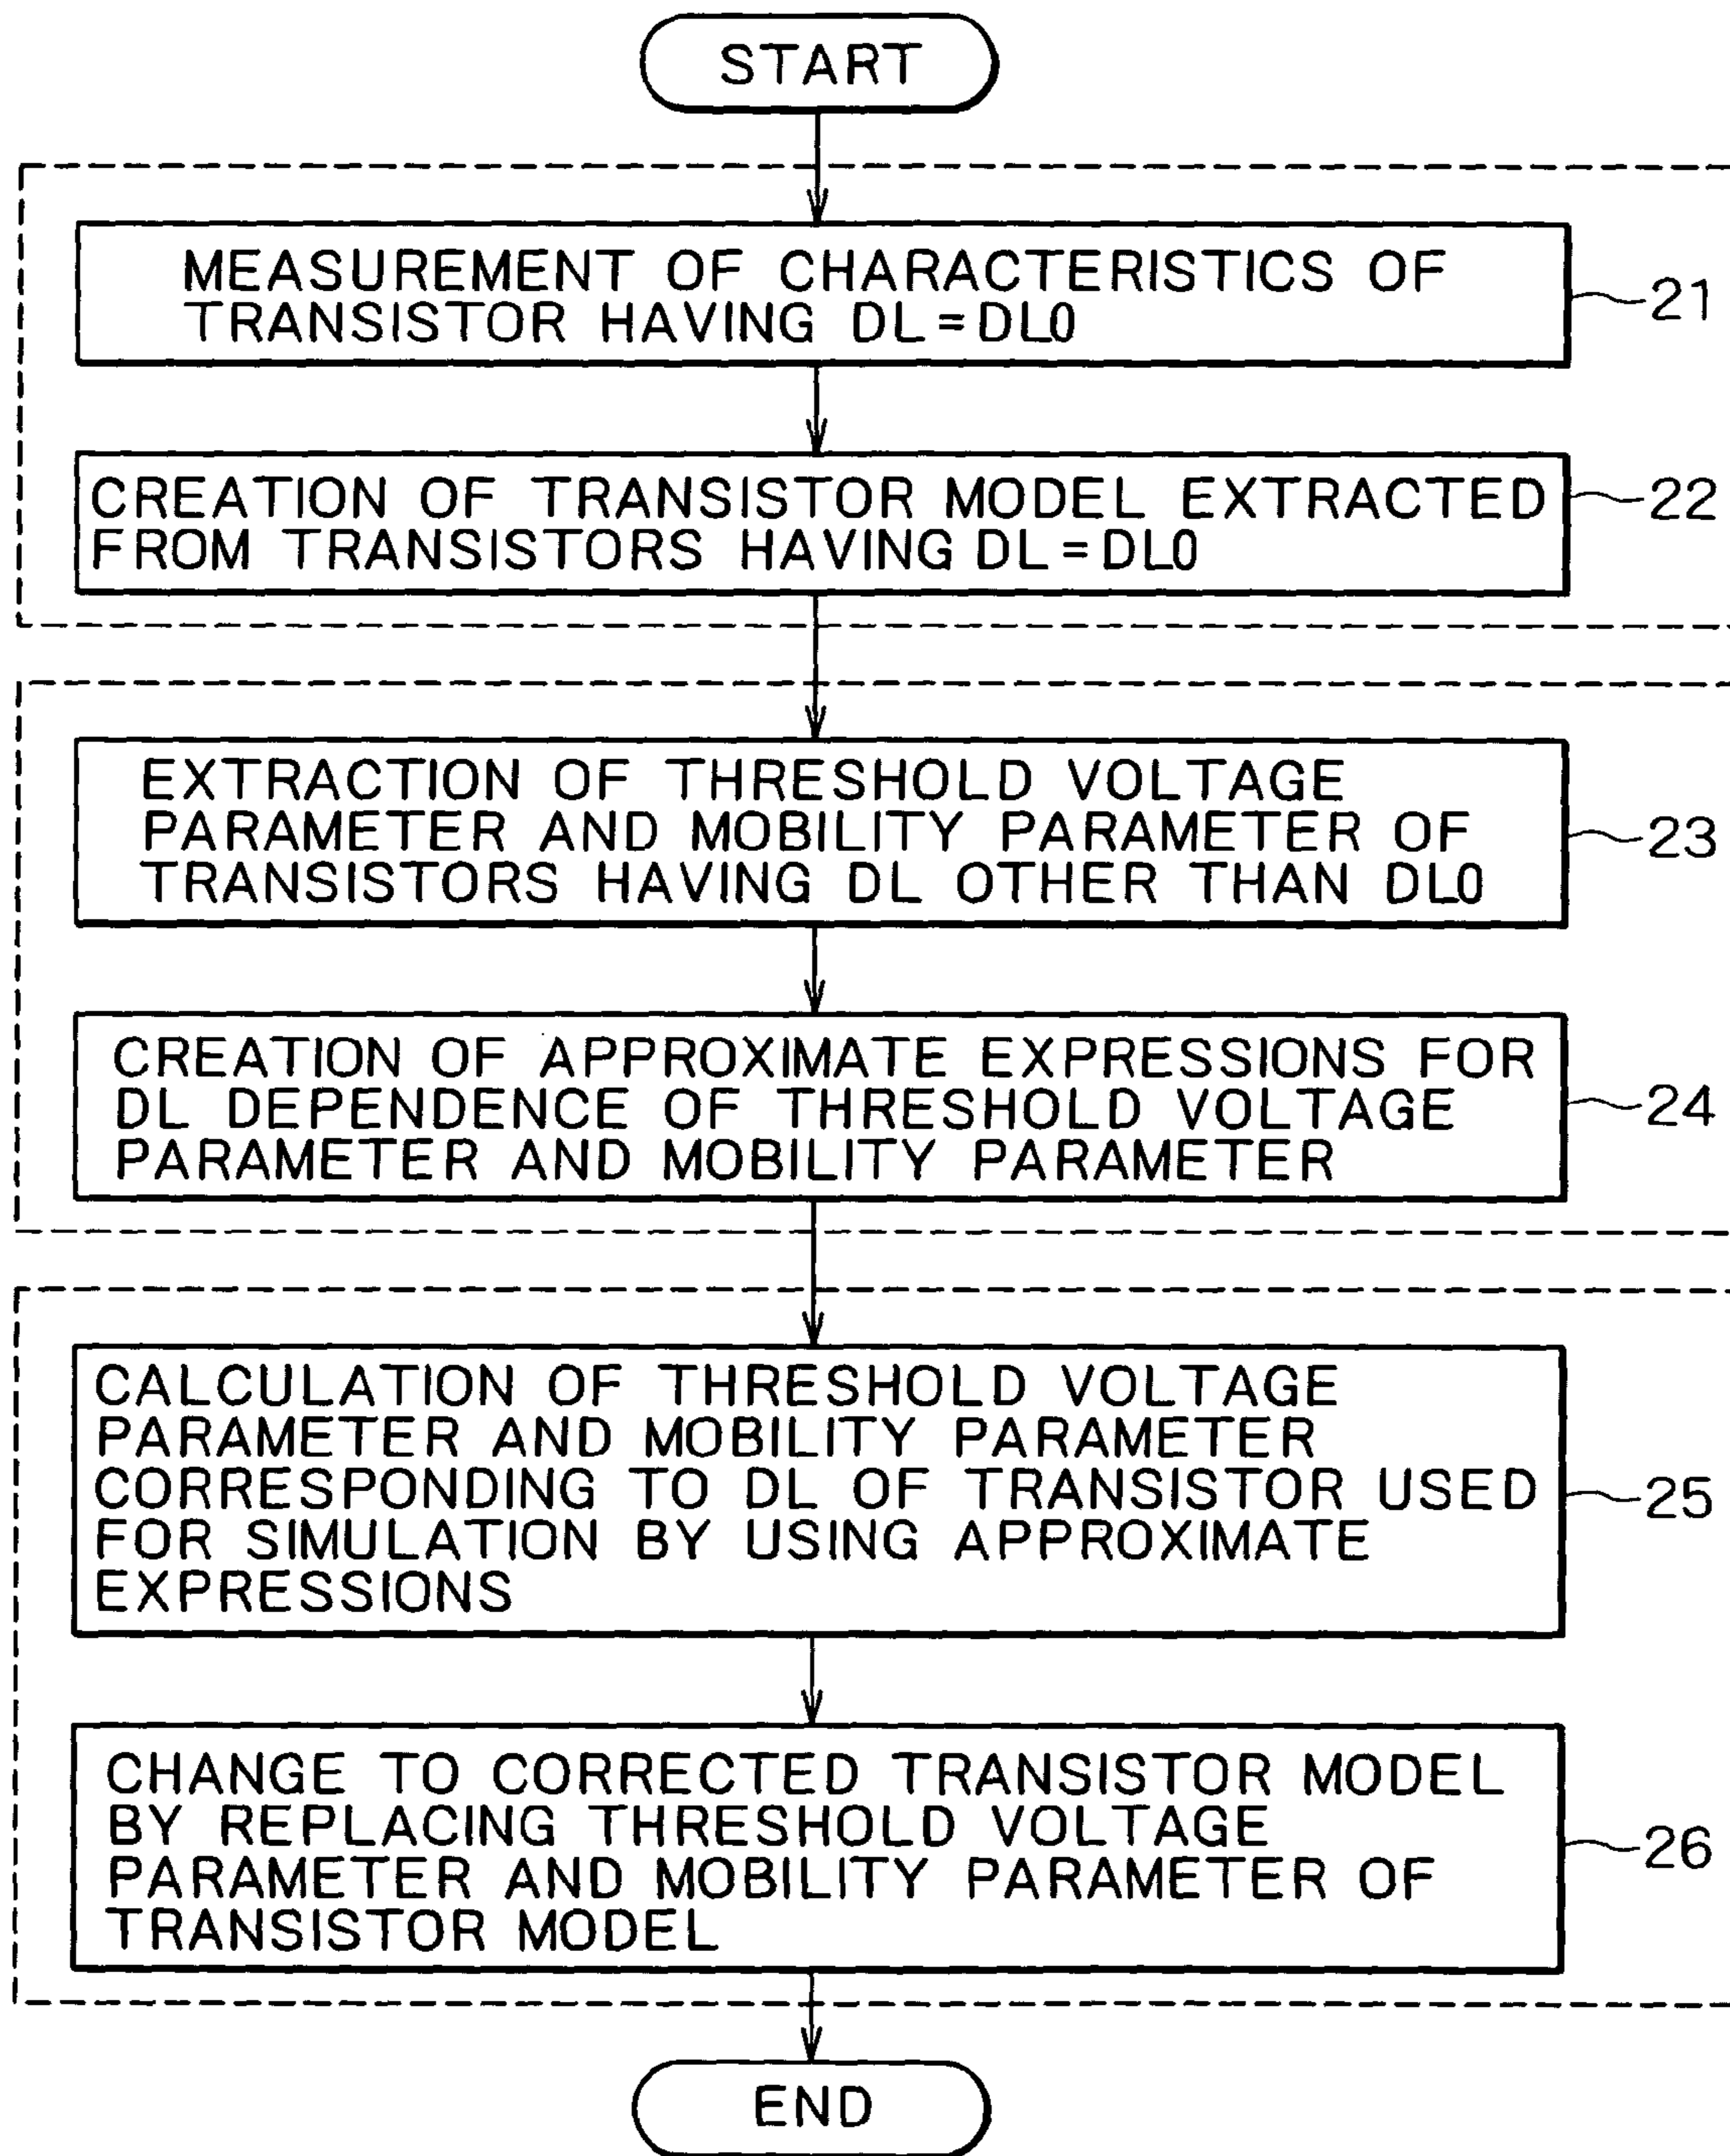 START
MEASUREMENT OF CHARACTERISTICS OF
TRANSISTOR HAVING DL=DL0
21
CREATION OF TRANSISTOR MODEL EXTRACTED
FROM TRANSISTORS HAVING DL=DL0
22
EXTRACTION OF THRESHOLD VOLTAGE
PARAMETER AND MOBILITY PARAMETER OF
TRANSISTORS HAVING DL OTHER THAN DL0
23
CREATION OF APPROXIMATE EXPRESSIONS FOR
DL DEPENDENCE OF THRESHOLD VOLTAGE
PARAMETER AND MOBILITY PARAMETER
24
CALCULATION OF THRESHOLD VOLTAGE
PARAMETER AND MOBILITY PARAMETER
CORRESPONDING TO DL OF TRANSISTOR USED
FOR SIMULATION BY USING APPROXIMATE
EXPRESSIONS
25
CHANGE TO CORRECTED TRANSISTOR MODEL
BY REPLACING THRESHOLD VOLTAGE
PARAMETER AND MOBILITY PARAMETER OF
TRANSISTOR MODEL
26
END